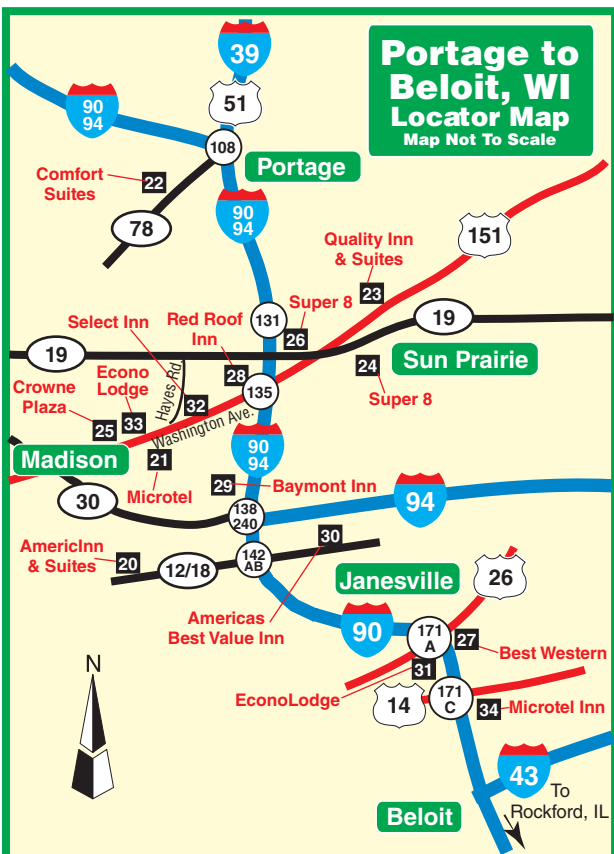 Portage to
Beloit, WI
Locator Map
Map Not To Scale
39
51
90
94
108
Portage
Comfort
Suites
22
78
90
94
151
Quality Inn
& Suites
23
Super 8
26
131
19
Select Inn
Red Roof
Inn
28
19
Sun Prairie
24
Super 8
Econo
Lodge
Hayes Rd.
Crowne
Plaza
25
33
32
135
Washington Ave.
Madison
21
Microtel
90
94
29
Baymont Inn
94
30
138
240
30
AmericInn
& Suites
20
12/18
142
AB
Americas
Best Value Inn
Janesville
26
90
171
A
27
Best Western
31
EconoLodge
14
171
C
34
Microtel Inn
N
43
To
Rockford, IL
Beloit